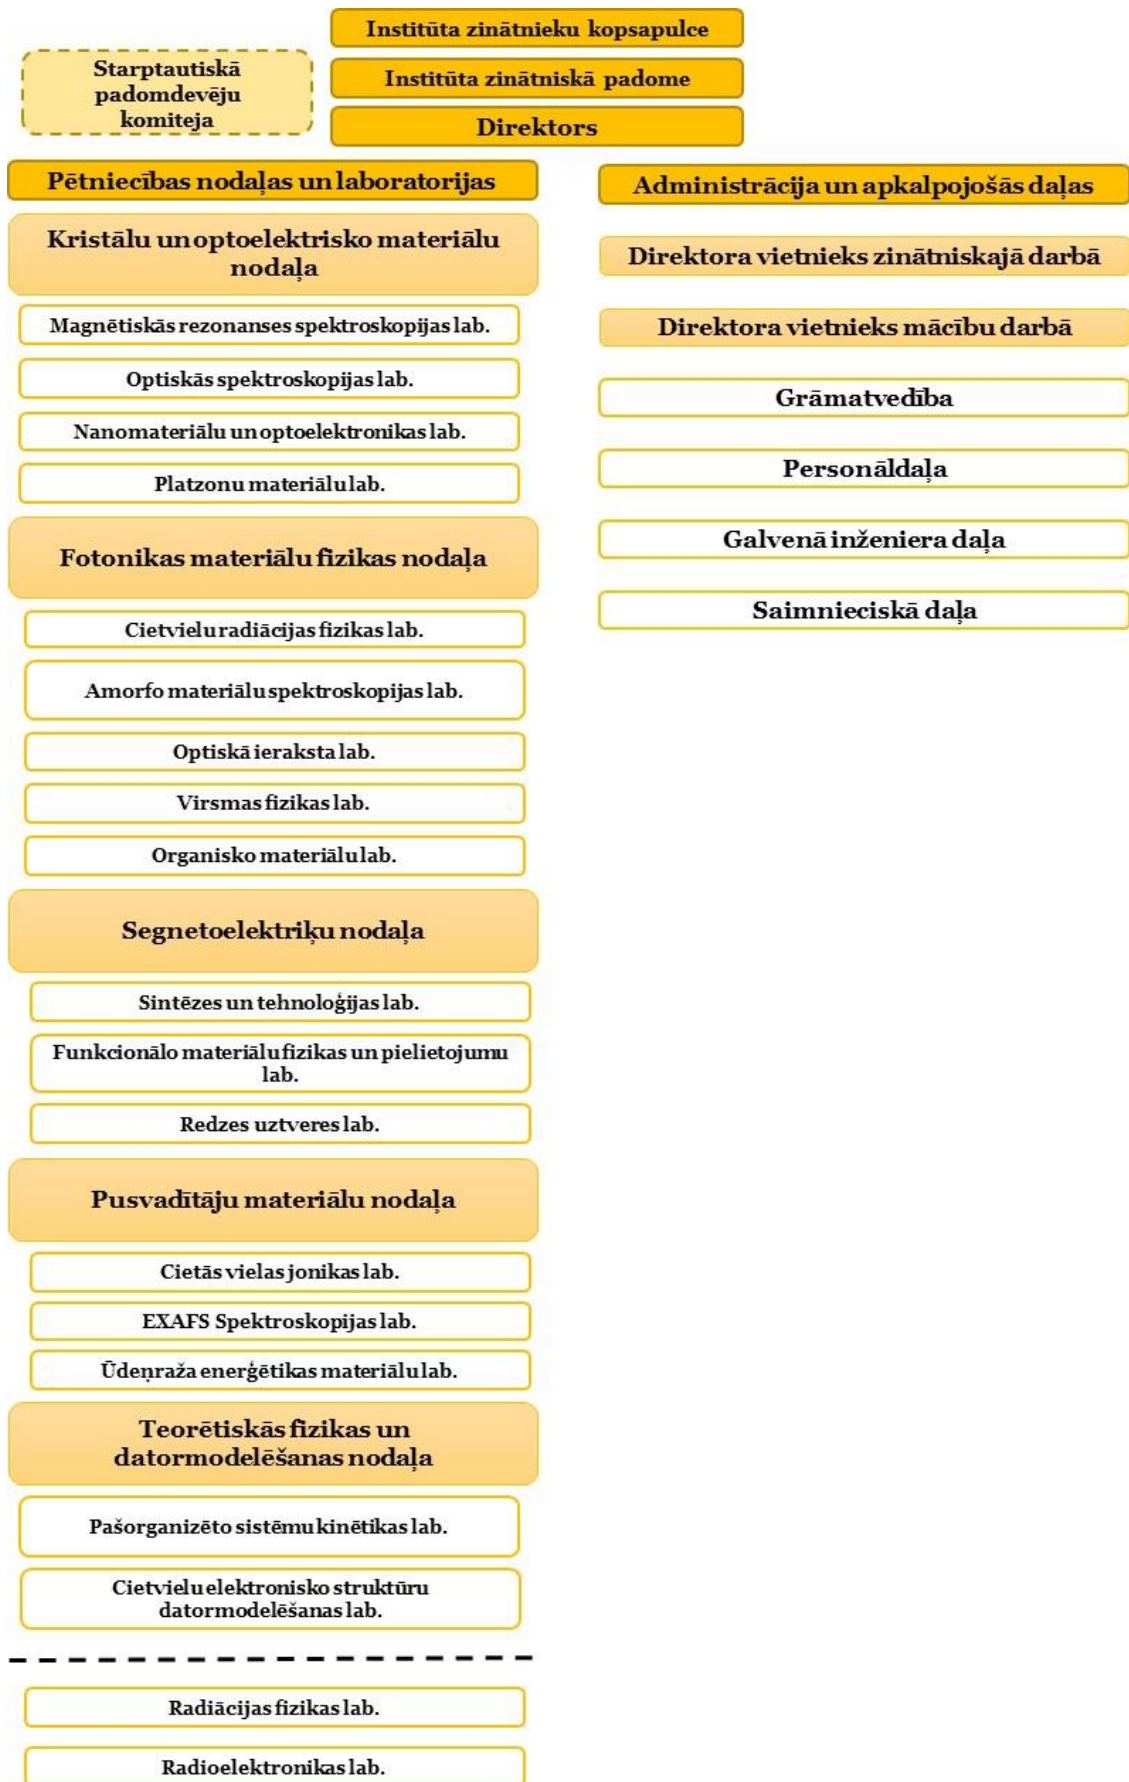 Institūta zinātnieku kopsapulce
Starptautiskā
padomdevēju
komiteja
Institūta zinātniskā padome
Direktors
Pētniecības nodaļas un laboratorijas
Kristālu un optoelektrisko materiālu
nodaļa
Magnētiskās rezonanses spektroskopijas lab.
Optiskās spektroskopijas lab.
Nanomateriālu un optoelektronikas lab.
Platzonu materiālu lab.
Fotonikas materiālu fizikas nodaļa
Cietvielu radiācijas fizikas lab.
Amorfo materiālu spektroskopijas lab.
Optiskā ieraksta lab.
Virsmas fizikas lab.
Organisko materiālu lab.
Segnetoelektriķu nodaļa
Sintēzes un tehnoloģijas lab.
Funkcionālo materiālu fizikas un pielietojumu
lab.
Redzes uztveres lab.
Pusvadītāju materiālu nodaļa
Cietās vielas jonikas lab.
EXAFS Spektroskopijas lab.
Ūdeņraža enerģētikas materiālu lab.
Teorētiskās fizikas un
datormodelēšanas nodaļa
Pašorganizēto sistēmu kinētikas lab.
Cietvielu elektronisko struktūru
datormodelēšanas lab.
Radiācijas fizikas lab.
Radioelektronikas lab.
Administrācija un apkalpojošās daļas
Direktora vietnieks zinātniskajā darbā
Direktora vietnieks mācību darbā
Grāmatvedība
Personāldaļa
Galvenā inženiera daļa
Saimnieciskā daļa